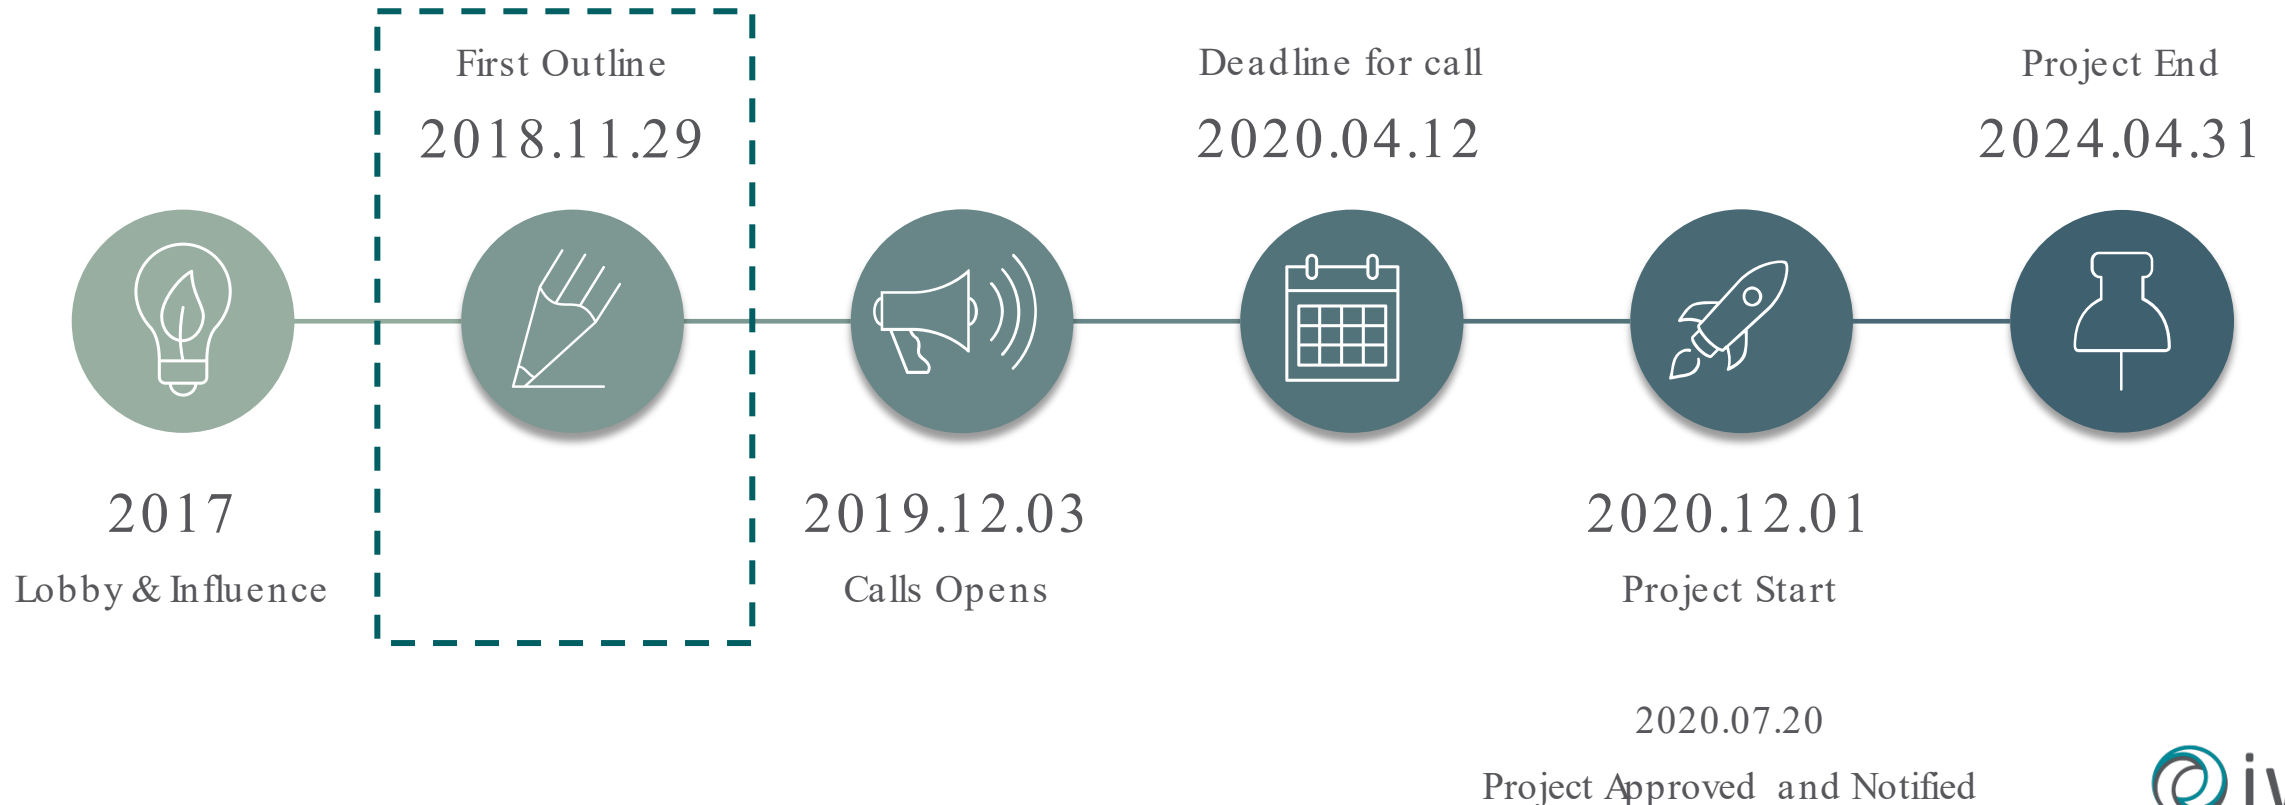 First Outline
2018.11.29
Deadline for call
2020.04.12
Project End
2024.04.31
2017
Lobby & Influence
2019.12.03
Calls Opens
2020.12.01
Project Start
2020.07.20
Project Approved and Notified